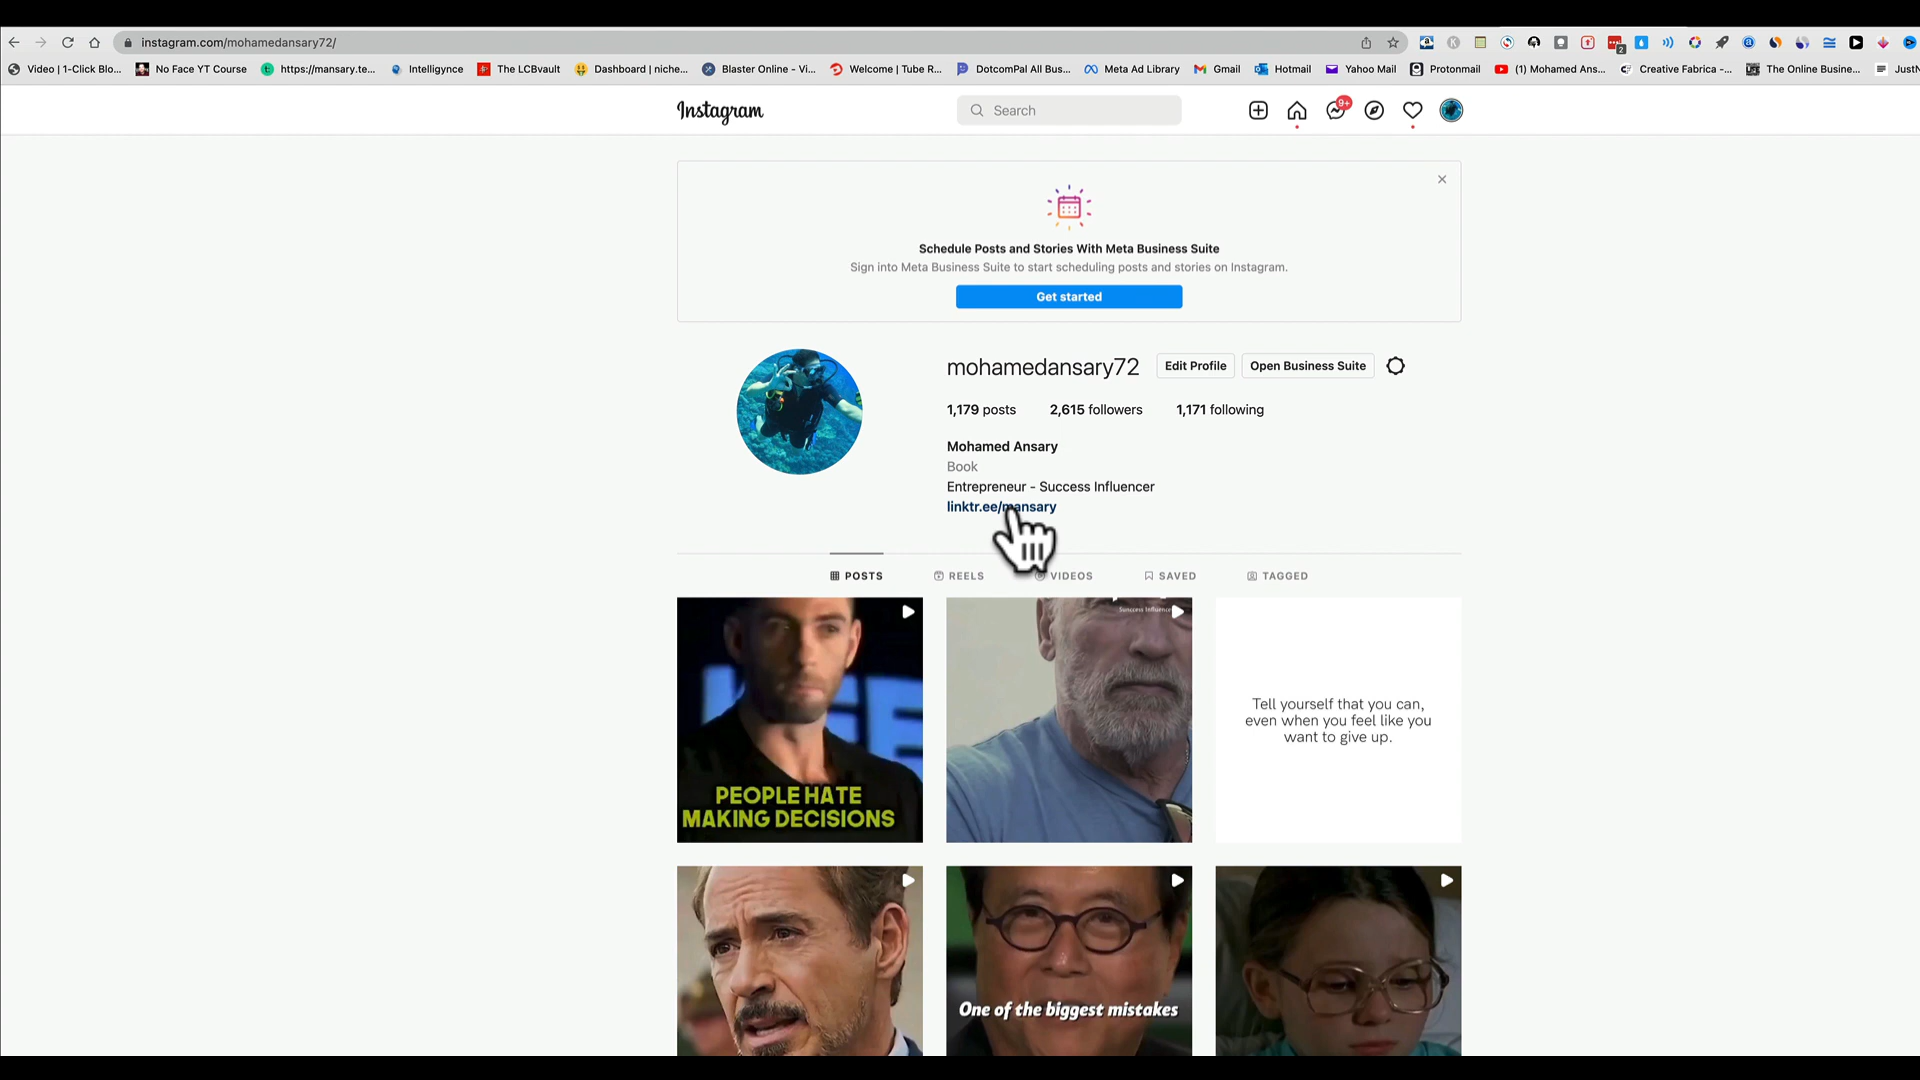 instagram.com/mohamedansary72/
Video | 1-Click Blo...
No Face YT Course
https://mansary.te...
Intelligynce
The LCBvault
Dashboard | niche...
Blaster Online - Vi...
Welcome | Tube R...
DotcomPal All Bus...
Meta Ad Library
Gmail
Hotmail
Yahoo Mail
Protonmail
(1) Mohamed Ans...
Creative Fabrica -...
The Online Busine...
Instagram
Search
9+
Schedule Posts and Stories With Meta Business Suite
Sign into Meta Business Suite to start scheduling posts and stories on Instagram.
Get started
mohamedansary72
Edit Profile
Open Business Suite
1,179 posts
2,615 followers
1,171 following
Mohamed Ansary
Book
Entrepreneur - Success Influencer
linktr.ee/mansary
POSTS
REELS
VIDEOS
SAVED
TAGGED
PEOPLE HATE
MAKING DECISIONS
Success Influencer
Tell yourself that you can,
even when you feel like you
want to give up.
One of the biggest mistakes